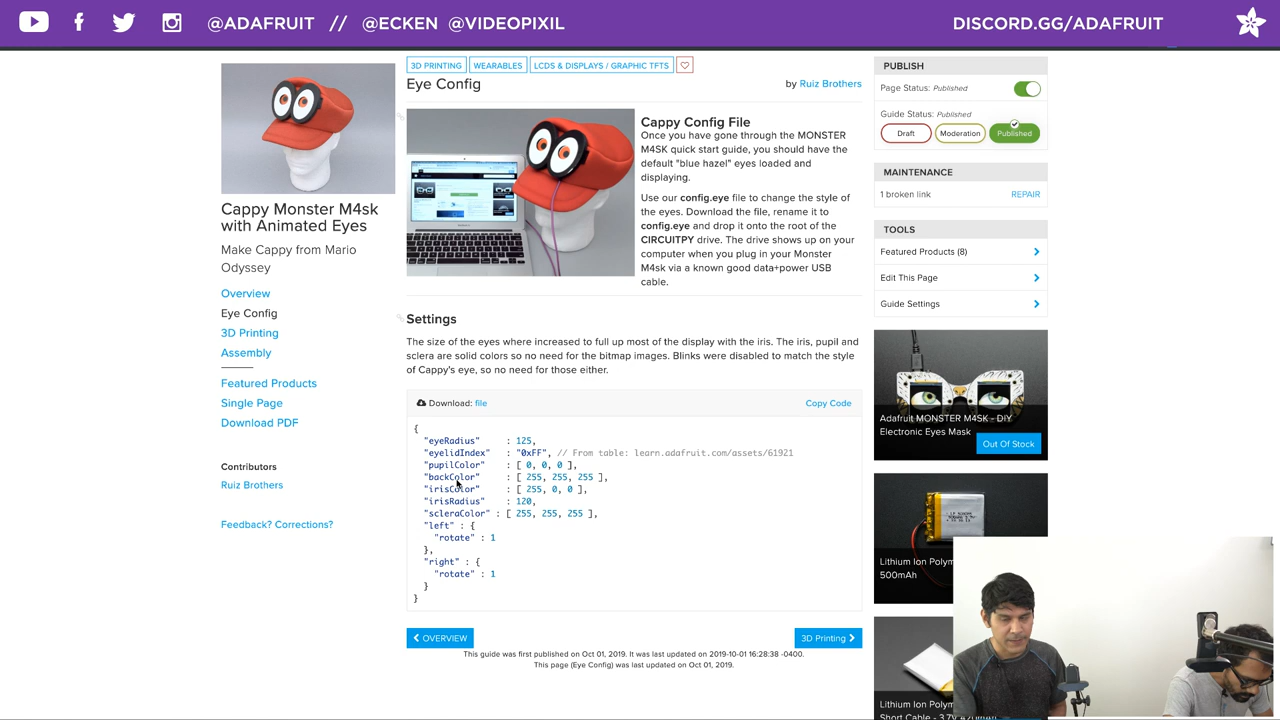 @ADAFRUIT // @ECKEN @VIDEOPIXIL
DISCORD.GG/ADAFRUIT
Cappy Monster M4sk
with Animated Eyes
Make Cappy from Mario
Odyssey
Overview
Eye Config
3D Printing
Assembly
Featured Products
Single Page
Download PDF
Contributors
Ruiz Brothers
Feedback? Corrections?
3D PRINTING
WEARABLES
LCDS & DISPLAYS / GRAPHIC TFTS
Eye Config
by Ruiz Brothers
Cappy Config File
Once you have gone through the MONSTER
M4SK quick start guide, you should have the
default "blue hazel" eyes loaded and
displaying.
Use our config.eye file to change the style of
the eyes. Download the file, rename it to
config.eye and drop it onto the root of the
CIRCUITPY drive. The drive shows up on your
computer when you plug in your Monster
M4sk via a known good data+power USB
cable.
Settings
The size of the eyes where increased to full up most of the display with the iris. The iris, pupil and
sclera are solid colors so no need for the bitmap images. Blinks were disabled to match the style
of Cappy's eye, so no need for those either.
Download: file
Copy Code
{
"eyeRadius" : 125,
"eyelidIndex" : "0xFF", // From table: learn.adafruit.com/assets/61921
"pupilColor" : [ 0, 0, 0 ],
"backColor" : [ 255, 255, 255 ],
"irisColor" : [ 255, 0, 0 ],
"irisRadius" : 120,
"scleraColor" : [ 255, 255, 255 ],
"left" : {
"rotate" : 1
},
"right" : {
"rotate" : 1
}
}
OVERVIEW
3D Printing
This guide was first published on Oct 01, 2019. It was last updated on 2019-10-01 16:28:38 -0400.
This page (Eye Config) was last updated on Oct 01, 2019.
PUBLISH
Page Status: Published
Guide Status: Published
Draft
Moderation
Published
MAINTENANCE
1 broken link
REPAIR
TOOLS
Featured Products (8)
Edit This Page
Guide Settings
Adafruit MONSTER M4SK - DIY
Electronic Eyes Mask
Out Of Stock
Lithium Ion Polym
500mAh
Lithium Ion Polym
Short Cable - 3.7V 420mAh